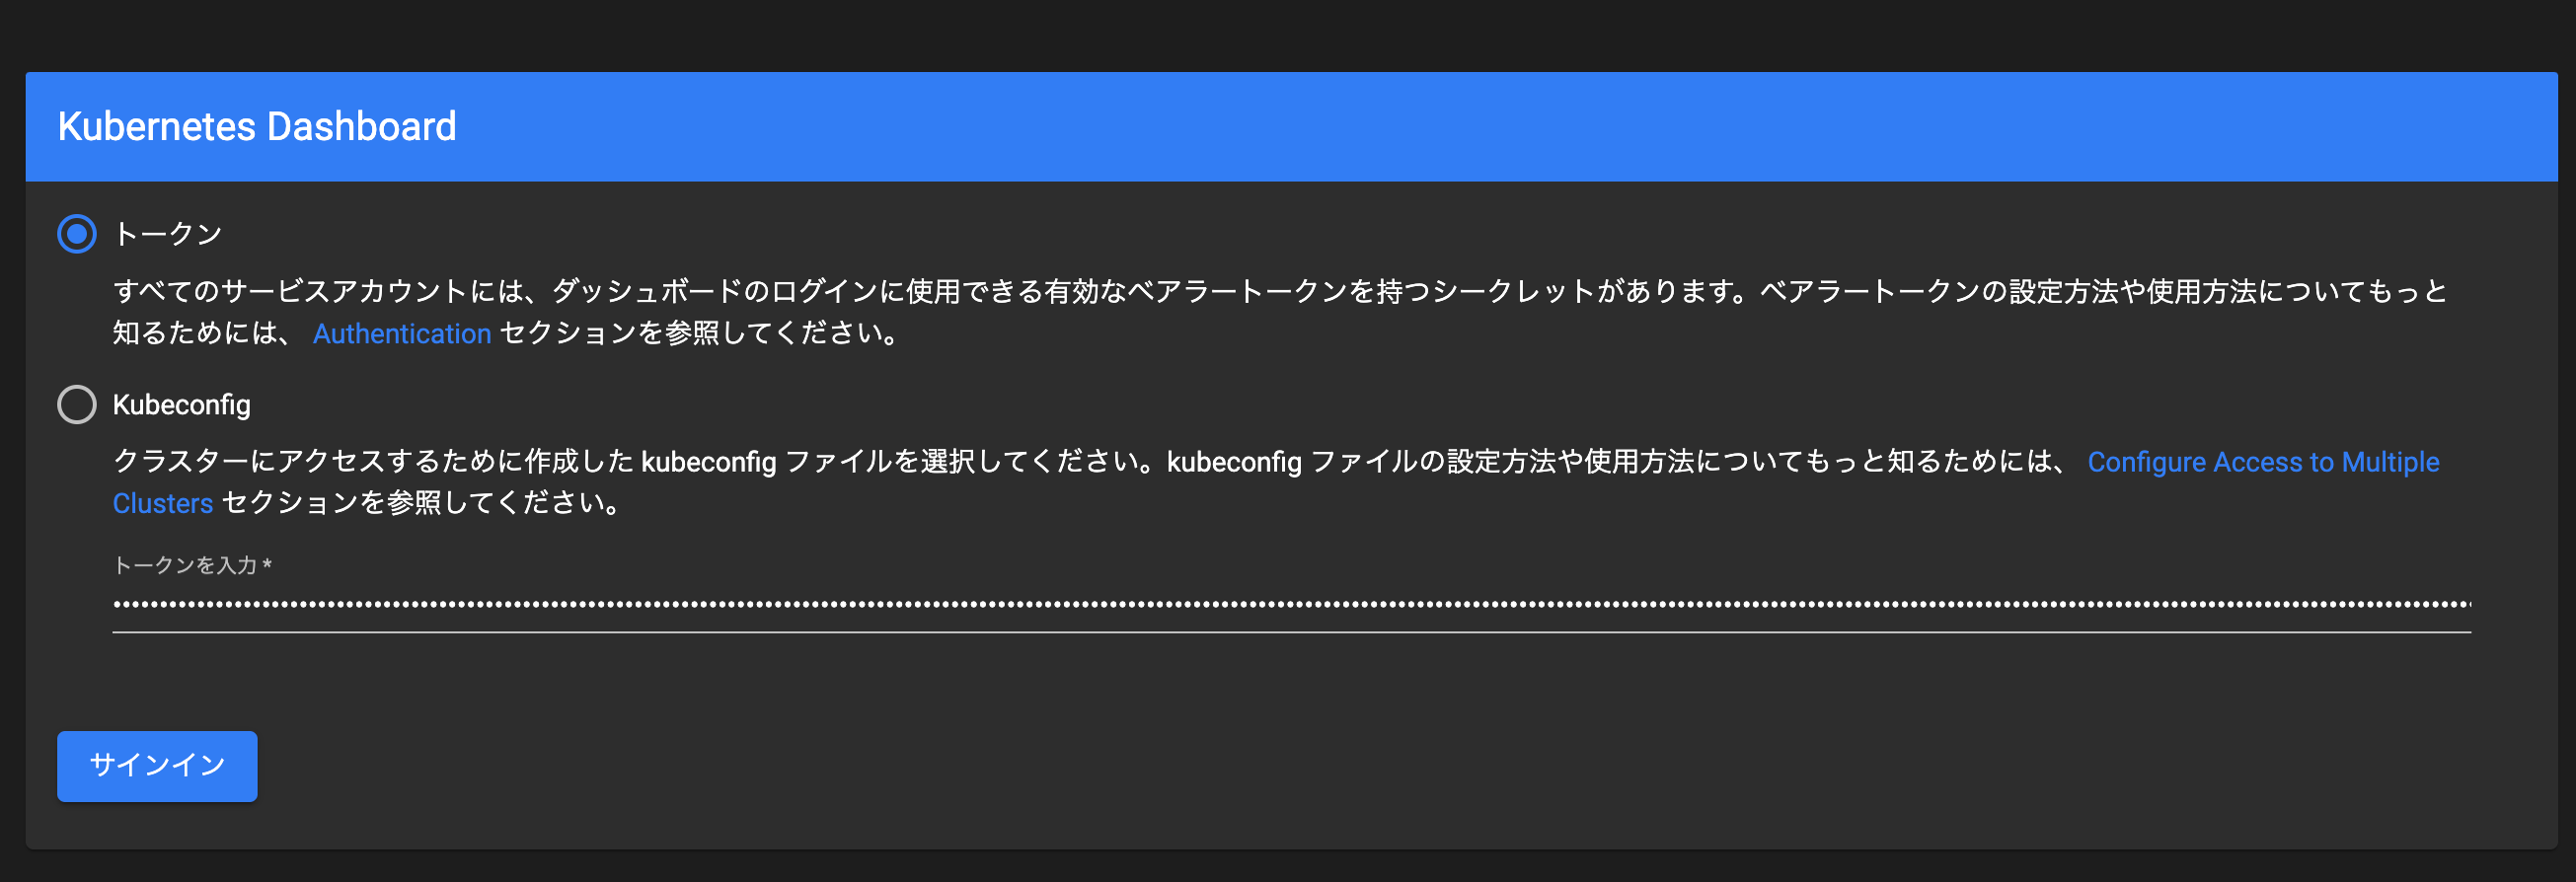 Kubernetes Dashboard
トークン
すべてのサービスアカウントには、ダッシュボードのログインに使用できる有効なベアラートークンを持つシークレットがあります。ベアラートークンの設定方法や使用方法についてもっと
知るためには、 Authentication セクションを参照してください。
Kubeconfig
クラスターにアクセスするために作成した kubeconfig ファイルを選択してください。kubeconfig ファイルの設定方法や使用方法についてもっと知るためには、 Configure Access to Multiple
Clusters セクションを参照してください。
トークンを入力 *
サインイン